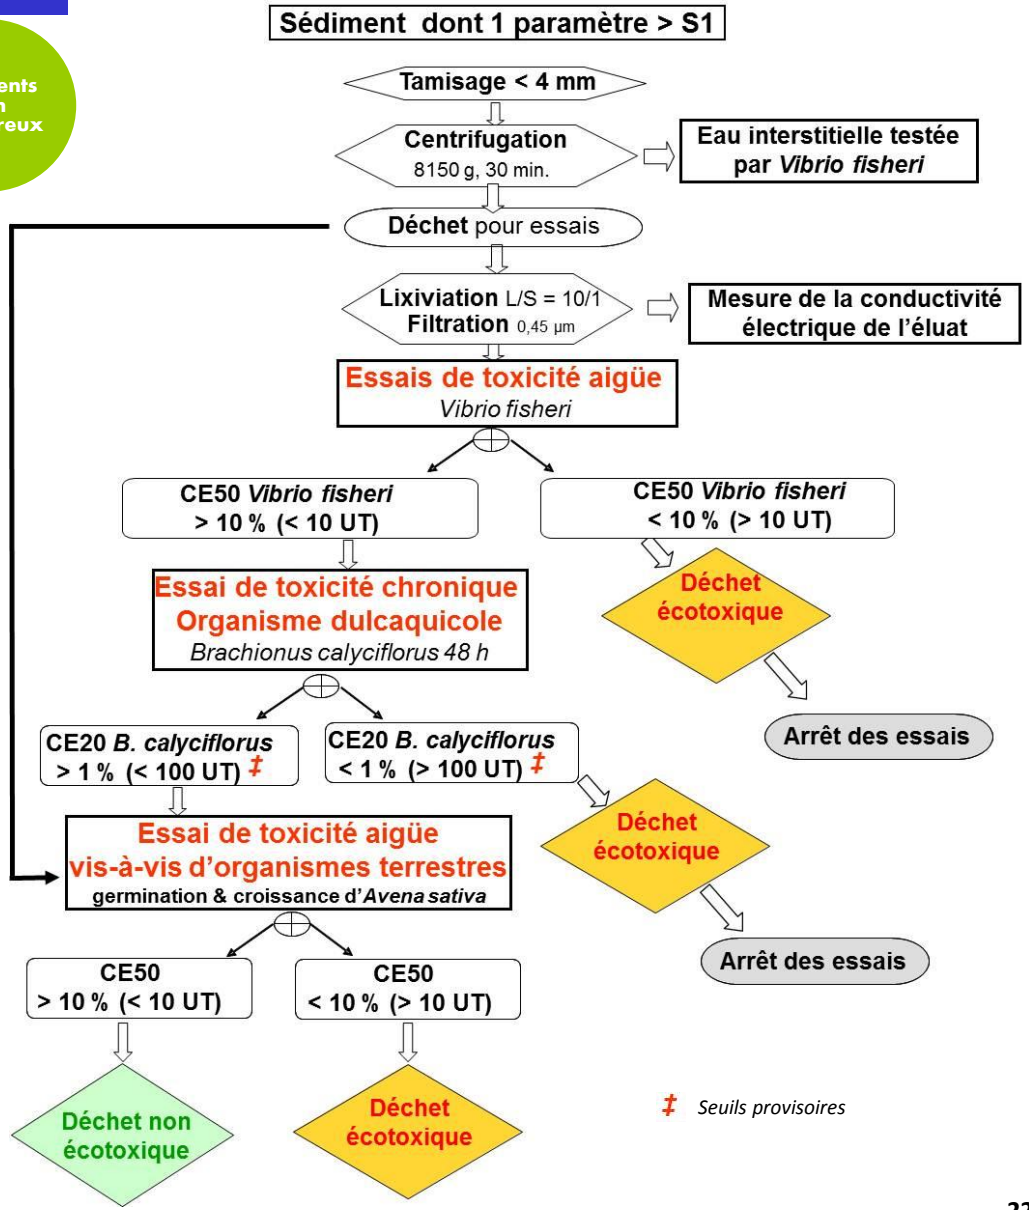 Sédiment dont 1 paramètre > S1
Tamisage < 4 mm
Centrifugation
8150 g, 30 min.
Eau interstitielle testée
par Vibrio fisheri
Déchet pour essais
Lixiviation L/S = 10/1
Filtration 0,45 µm
Mesure de la conductivité
électrique de l'éluat
Essais de toxicité aigüe
Vibrio fisheri
CE50 Vibrio fisheri
> 10 % (< 10 UT)
CE50 Vibrio fisheri
< 10 % (> 10 UT)
Déchet
écotoxique
Arrêt des essais
Essai de toxicité chronique
Organisme dulcaquicole
Brachionus calyciflorus 48 h
CE20 B. calyciflorus
> 1 % (< 100 UT) ‡
CE20 B. calyciflorus
< 1 % (> 100 UT) ‡
Déchet
écotoxique
Arrêt des essais
Essai de toxicité aigüe
vis-à-vis d'organismes terrestres
germination & croissance d'Avena sativa
CE50
> 10 % (< 10 UT)
CE50
< 10 % (> 10 UT)
Déchet non
écotoxique
Déchet
écotoxique
‡ Seuils provisoires